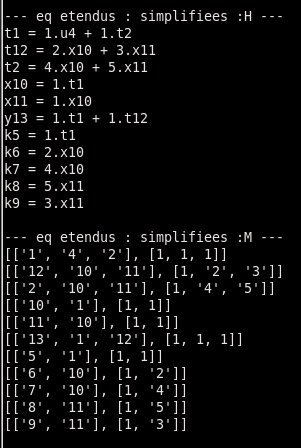 --- eq etendus : simplifiees :H ---
t1 = 1.u4 + 1.t2
t12 = 2.x10 + 3.x11
t2 = 4.x10 + 5.x11
x10 = 1.t1
x11 = 1.x10
y13 = 1.t1 + 1.t12
k5 = 1.t1
k6 = 2.x10
k7 = 4.x10
k8 = 5.x11
k9 = 3.x11
--- eq etendus : simplifiees :M ---
[['1', '4', '2'], [1, 1, 1]]
[['12', '10', '11'], [1, '2', '3']]
[['2', '10', '11'], [1, '4', '5']]
[['10', '1'], [1, 1]]
[['11', '10'], [1, 1]]
[['13', '1', '12'], [1, 1, 1]]
[['5', '1'], [1, 1]]
[['6', '10'], [1, '2']]
[['7', '10'], [1, '4']]
[['8', '11'], [1, '5']]
[['9', '11'], [1, '3']]